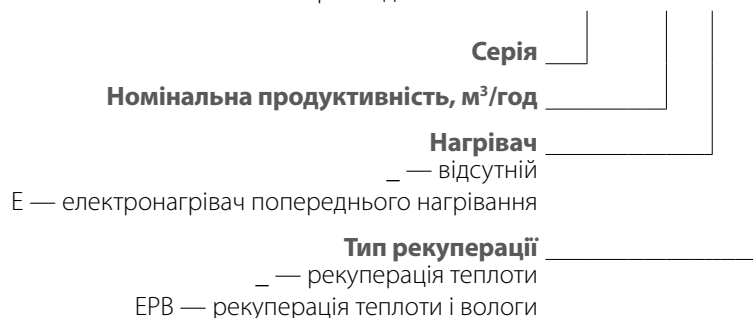 Серія
Номінальна продуктивність, м³/год
Нагрівач
_ — відсутній
Е — електронагрівач попереднього нагрівання
Тип рекуперації
_ — рекуперація теплоти
ЕРВ — рекуперація теплоти і вологи